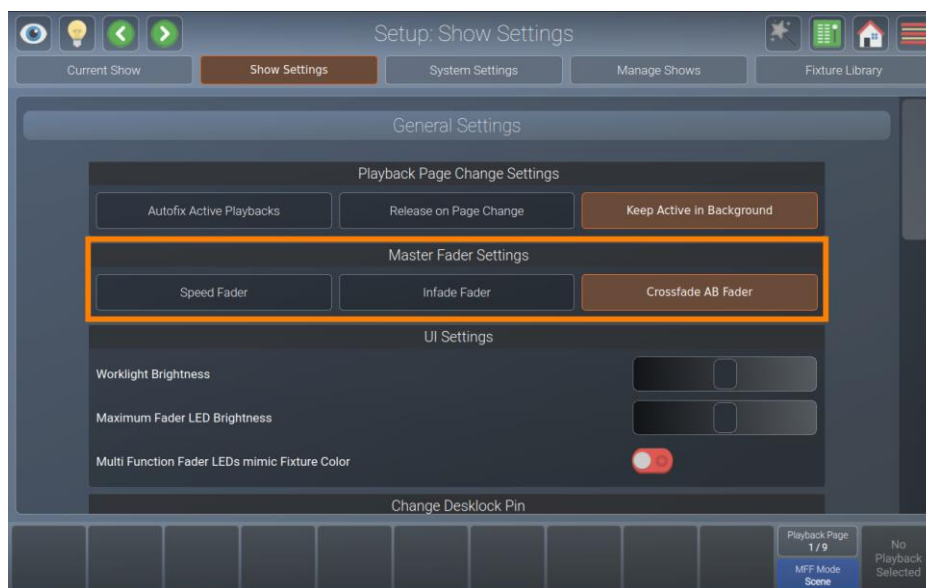 Setup: Show Settings
Current Show
Show Settings
System Settings
Manage Shows
Fixture Library
General Settings
Playback Page Change Settings
Autofix Active Playbacks
Release on Page Change
Keep Active in Background
Master Fader Settings
Speed Fader
Infade Fader
Crossfade AB Fader
UI Settings
Worklight Brightness
Maximum Fader LED Brightness
Multi Function Fader LEDs mimic Fixture Color
Change Desklock Pin
Playback Page
1 / 9
MFF Mode
Scene
No
Playback
Selected